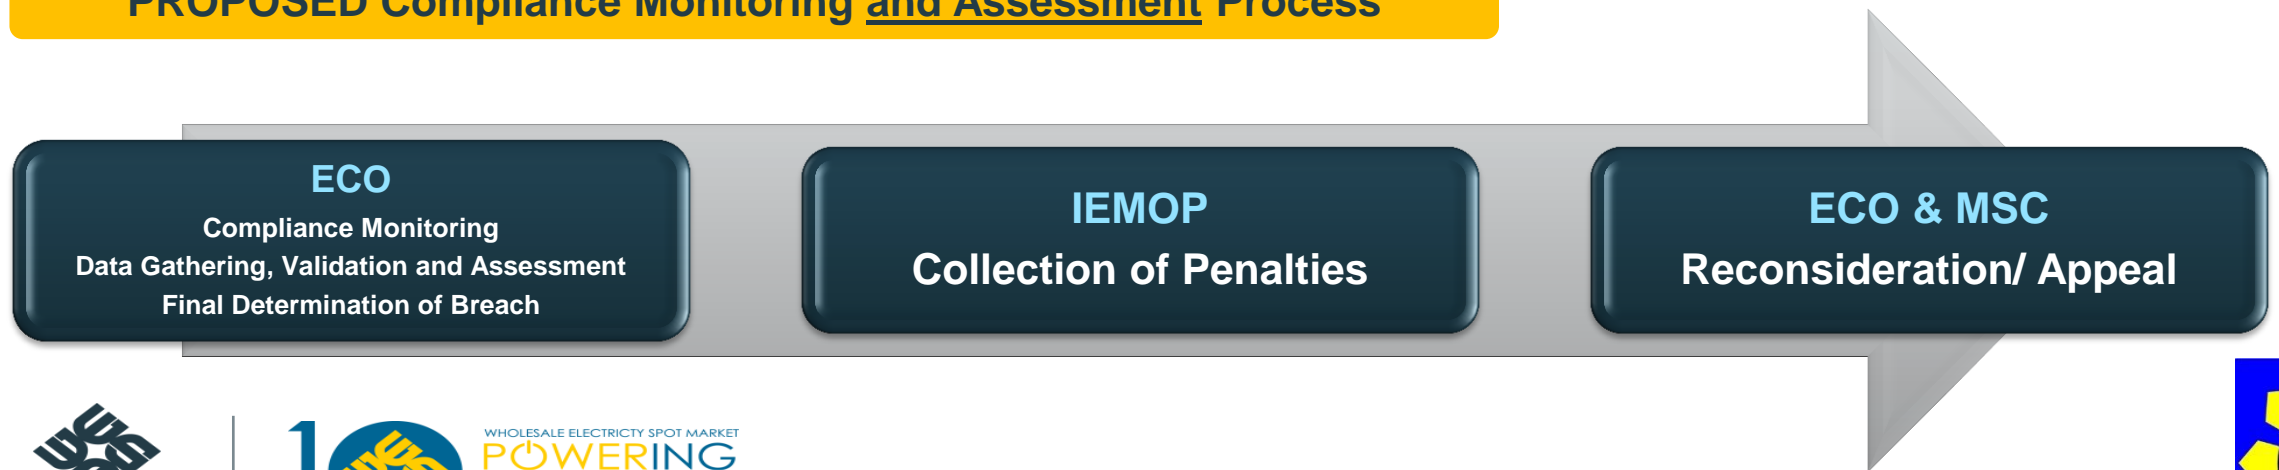 PROPOSED Compliance Monitoring and Assessment Process
ECO
Compliance Monitoring
Data Gathering, Validation and Assessment
Final Determination of Breach
IEMOP
Collection of Penalties
ECO & MSC
Reconsideration/ Appeal
10
WHOLESALE ELECTRICTY SPOT MARKET
POWERING